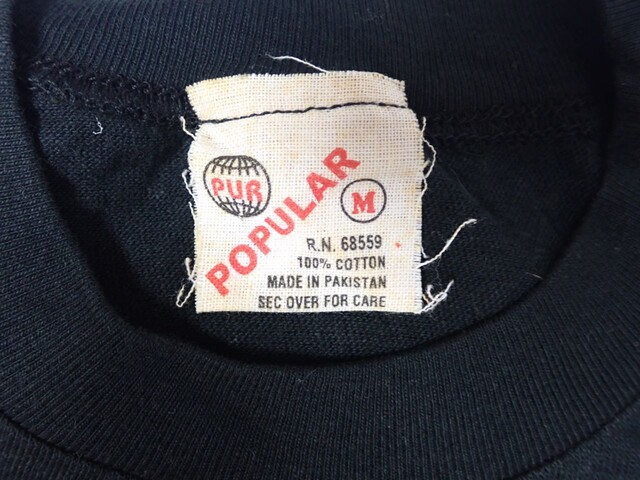 PUR
POPULAR
M
R.N. 68559
100% COTTON
MADE IN PAKISTAN
SEC OVER FOR CARE